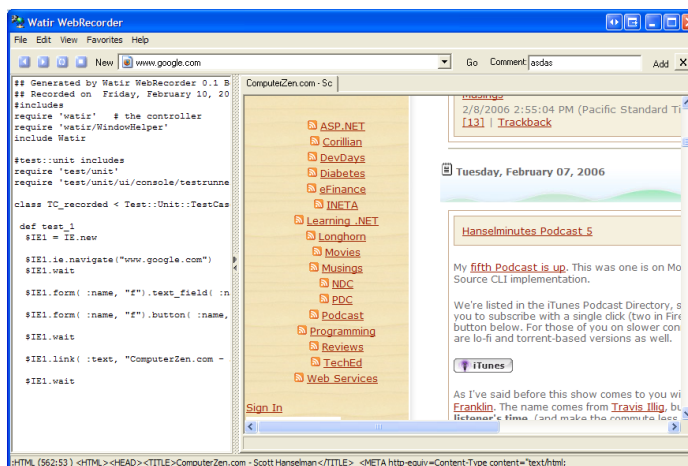 Watir WebRecorder
File Edit View Favorites Help
New www.google.com Go Comment: asdas Add X
## Generated by Watir WebRecorder 0.1 B
## Recorded on Friday, February 10, 20
#includes
require 'watir' # the controller
require 'watir/WindowHelper'
include Watir
#test::unit includes
require 'test/unit'
require 'test/unit/ui/console/testrunne
class TC_recorded < Test::Unit::TestCas
def test_1
$IE1 = IE.new
$IE1.ie.navigate("www.google.com")
$IE1.wait
$IE1.form( :name, "f").text_field( :n
$IE1.form( :name, "f").button( :name,
$IE1.wait
$IE1.link( :text, "ComputerZen.com -
$IE1.wait
ComputerZen.com - Sc
ASP.NET
Corillian
DevDays
Diabetes
eFinance
INETA
Learning .NET
Longhorn
Movies
Musings
NDC
PDC
Podcast
Programming
Reviews
TechEd
Web Services
Sign In
Musings
2/8/2006 2:55:04 PM (Pacific Standard Ti
[13] | Trackback
Tuesday, February 07, 2006
Hanselminutes Podcast 5
My fifth Podcast is up. This was one is on Mo
Source CLI implementation.
We're listed in the iTunes Podcast Directory, s
you to subscribe with a single click (two in Fire
button below. For those of you on slower con
are lo-fi and torrent-based versions as well.
iTunes
As I've said before this show comes to you wi
Franklin. The name comes from Travis Illig, bu
listener's time, (and make the commute less
:HTML (562:53 ) <HTML><HEAD><TITLE>ComputerZen.com - Scott Hanselman</TITLE> <META http-equiv=Content-Type content="text/html;